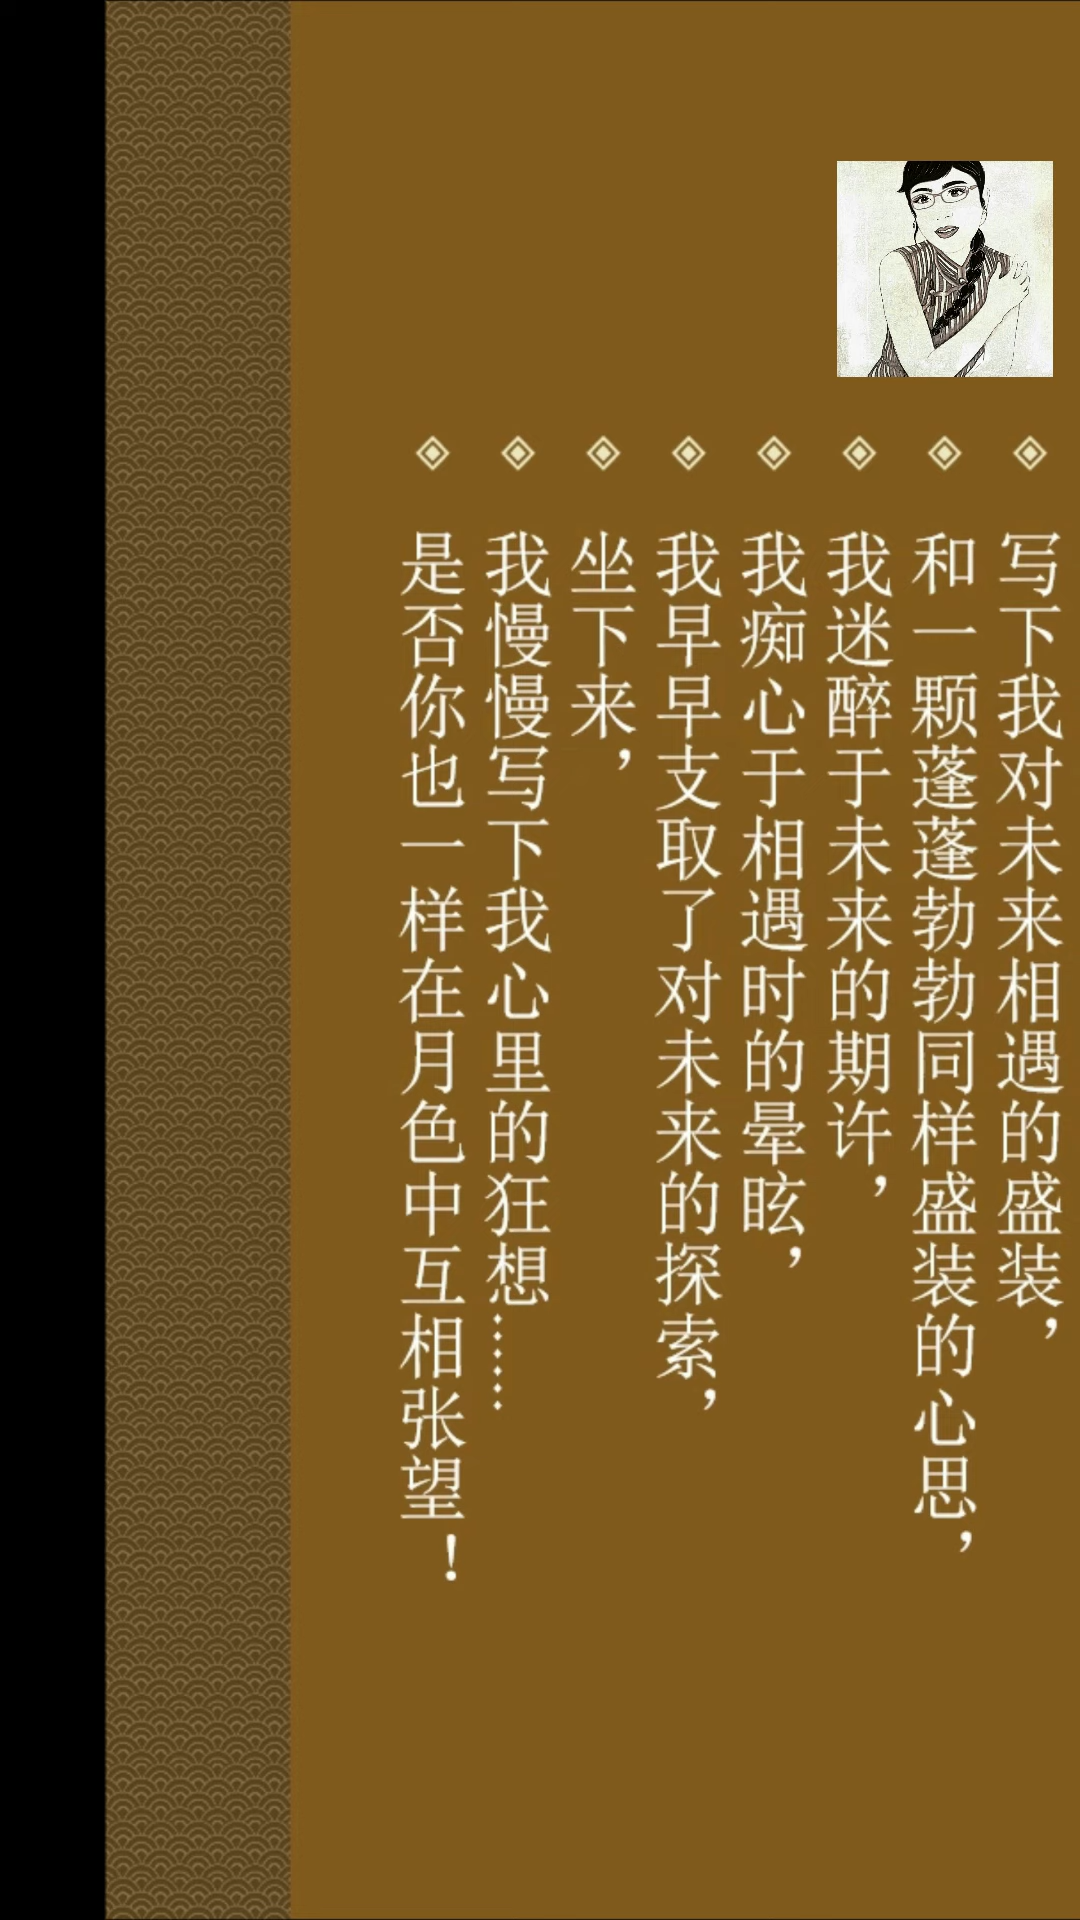 写下我对未来相遇的盛装，
和一颗蓬蓬勃勃同样盛装的心思，
我迷醉于未来的期许，
我痴心于相遇时的晕眩，
我早早支取了对未来的探索，
坐下来，
我慢慢写下我心里的狂想……
是否你也一样在月色中互相张望！